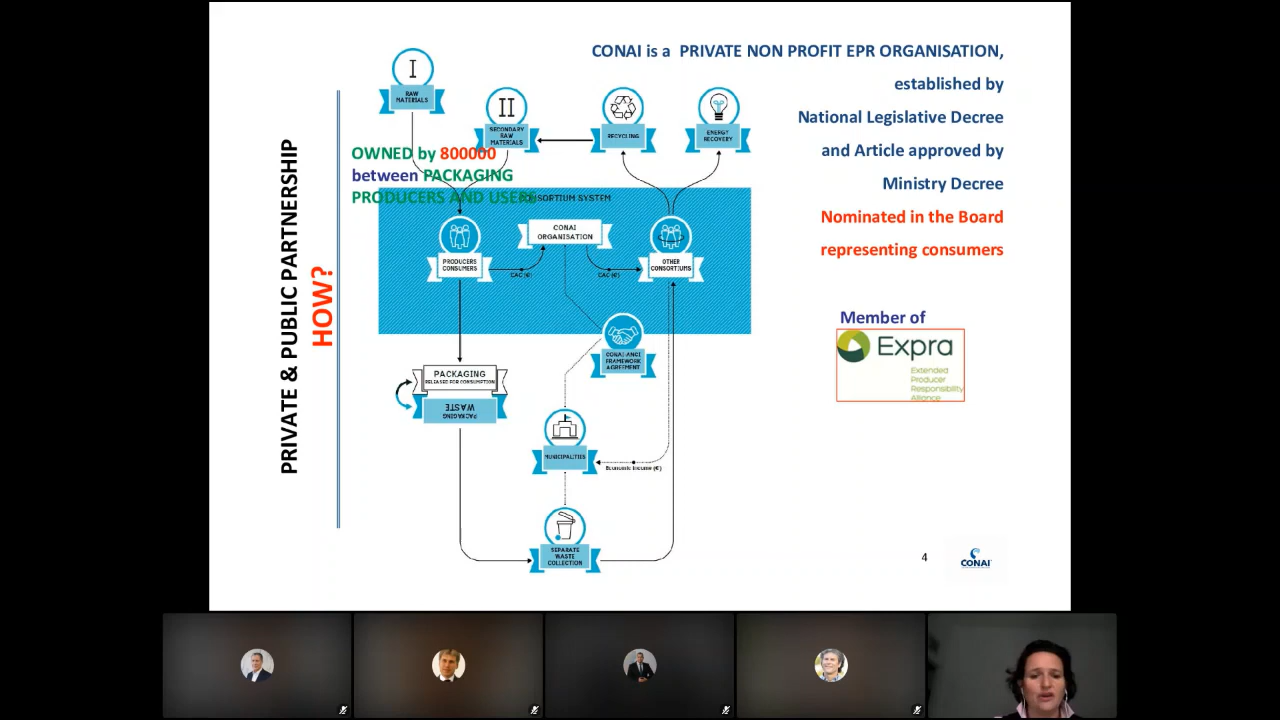 PRIVATE & PUBLIC PARTNERSHIP
HOW?
CONAI is a PRIVATE NON PROFIT EPR ORGANISATION,
established by
National Legislative Decree
and Article approved by
Ministry Decree
Nominated in the Board
representing consumers
I
RAW
MATERIALS
II
SECONDARY
RAW
MATERIALS
RECYCLING
ENERGY
RECOVERY
OWNED by 800000
between PACKAGING
PRODUCERS AND USERS
CONSORTIUM SYSTEM
CONAI
ORGANISATION
PRODUCERS
CONSUMERS
OTHER
CONSORTIUMS
CAC (€)
CAC (€)
CONAI-ANCI
FRAMEWORK
AGREEMENT
PACKAGING
RELEASED FOR CONSUMPTION
PACKAGING
WASTE
MUNICIPALITIES
Economic Income (€)
SEPARATE
WASTE
COLLECTION
Member of
Expra
Extended
Producer
Responsibility
Alliance
4
CONAI